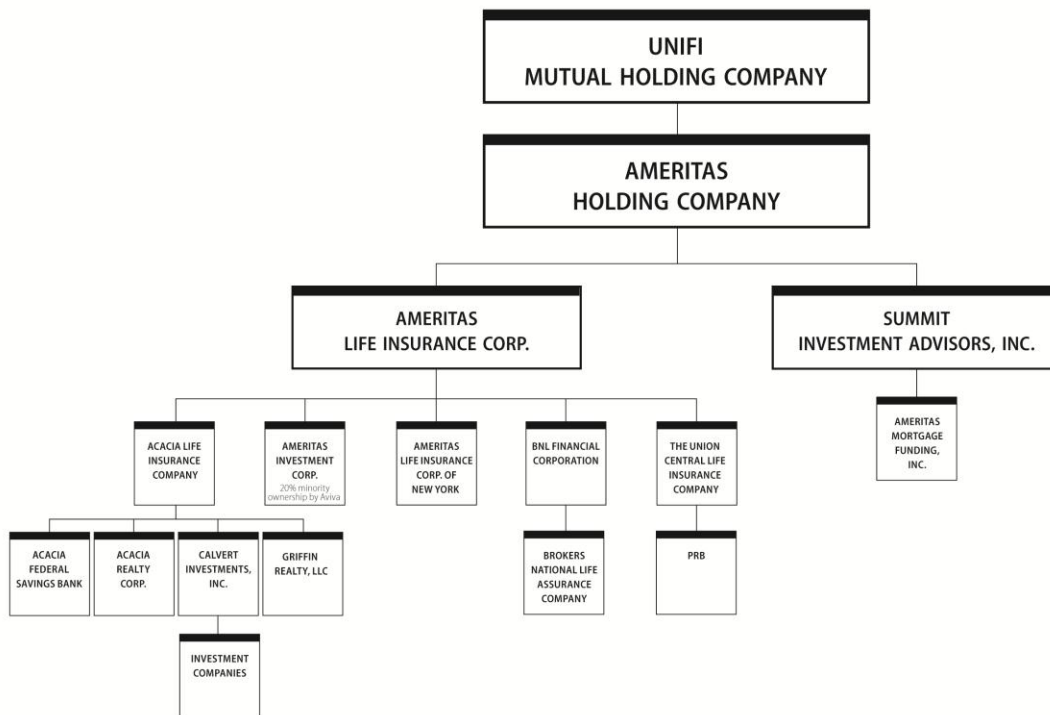 UNIFI
MUTUAL HOLDING COMPANY
AMERITAS
HOLDING COMPANY
AMERITAS
LIFE INSURANCE CORP.
SUMMIT
INVESTMENT ADVISORS, INC.
ACACIA LIFE
INSURANCE
COMPANY
AMERITAS
INVESTMENT
CORP.
20% minority
ownership by Aviva
AMERITAS
LIFE INSURANCE
CORP. OF
NEW YORK
BNL FINANCIAL
CORPORATION
THE UNION
CENTRAL LIFE
INSURANCE
COMPANY
AMERITAS
MORTGAGE
FUNDING,
INC.
ACACIA
FEDERAL
SAVINGS BANK
ACACIA
REALTY
CORP.
CALVERT
INVESTMENTS,
INC.
GRIFFIN
REALTY, LLC
BROKERS
NATIONAL LIFE
ASSURANCE
COMPANY
PRB
INVESTMENT
COMPANIES